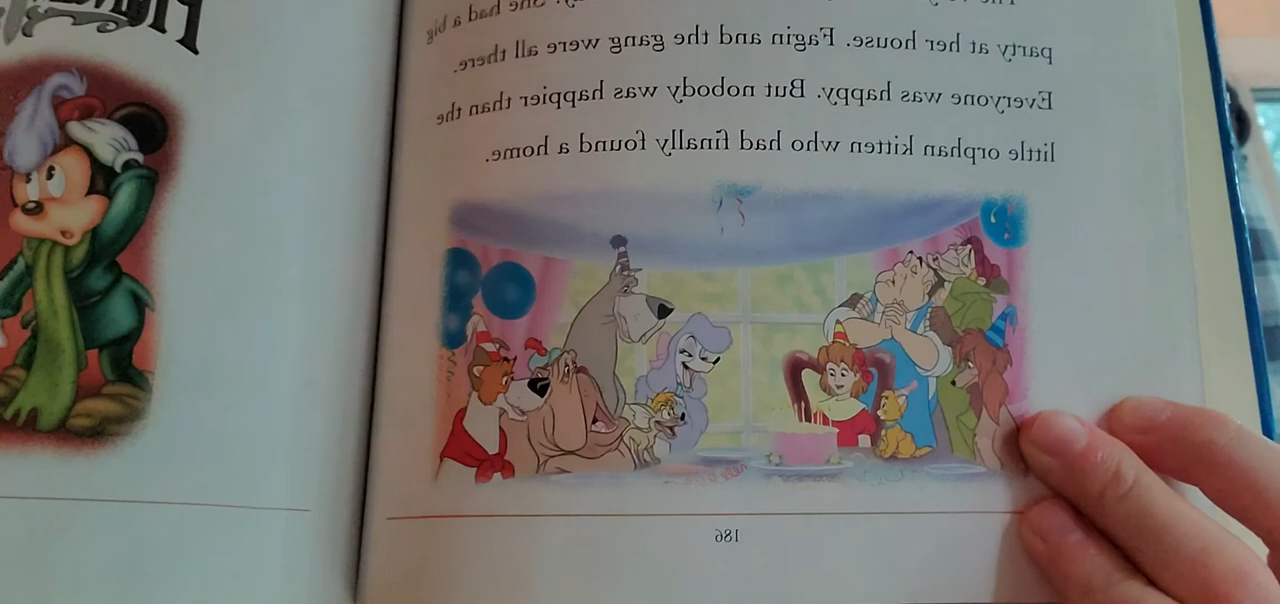 She had a big
party at her house. Fagin and the gang were all there.
Everyone was happy. But nobody was happier than the
little orphan kitten who had finally found a home.
186